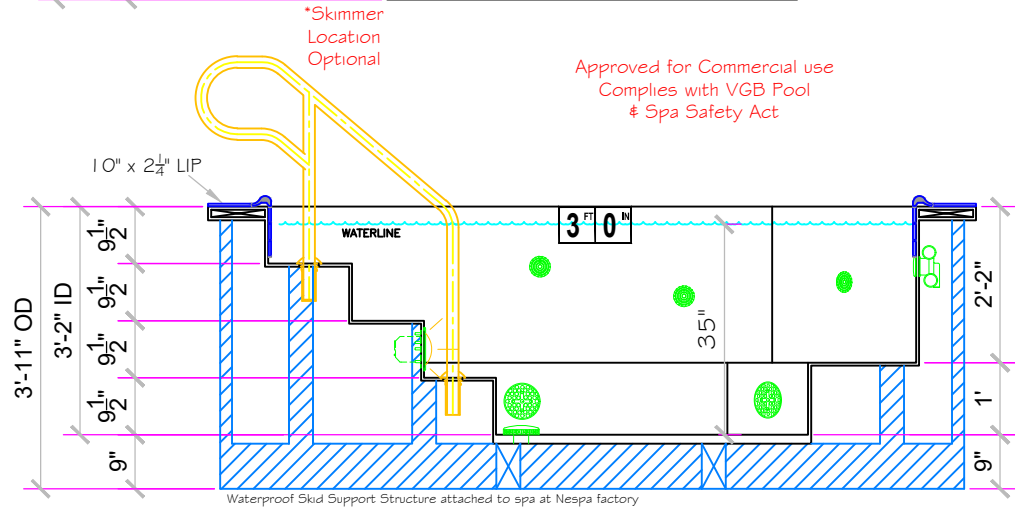 *Skimmer
Location
Optional
Approved for Commercial use
Complies with VGB Pool
& Spa Safety Act
10" x 2 1/4" LIP
WATERLINE
3 FT 0 IN
3'-11" OD
3'-2" ID
9 1/2"
9 1/2"
9 1/2"
9 1/2"
9"
35"
2'-2"
1'
9"
Waterproof Skid Support Structure attached to spa at Nespa factory